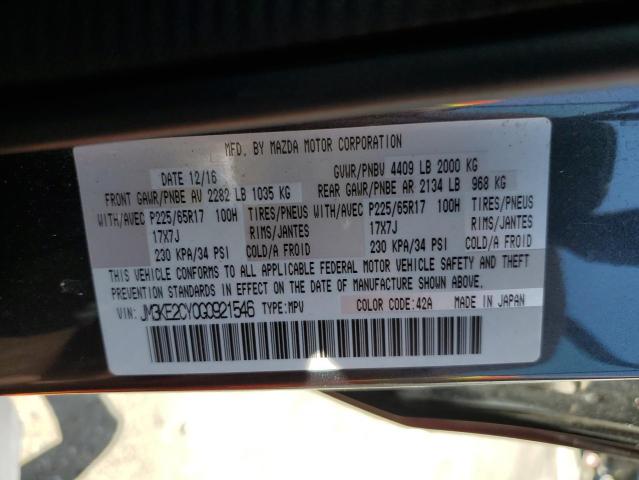 MFD. BY MAZDA MOTOR CORPORATION
DATE 12/16 GVWR/PNBV 4409 LB 2000 KG
FRONT GAWR/PNBE AV 2282 LB 1035 KG REAR GAWR/PNBE AR 2134 LB 968 KG
WITH/AVEC P225/65R17 100H TIRES/PNEUS WITH/AVEC P225/65R17 100H TIRES/PNEUS
17X7J RIMS/JANTES 17X7J RIMS/JANTES
230 KPA/34 PSI COLD/A FROID 230 KPA/34 PSI COLD/A FROID
THIS VEHICLE CONFORMS TO ALL APPLICABLE FEDERAL MOTOR VEHICLE SAFETY AND THEFT
PREVENTION STANDARDS IN EFFECT ON THE DATE OF MANUFACTURE SHOWN ABOVE.
VIN: JM3KE2CY0G0921546 TYPE:MPV COLOR CODE:42A MADE IN JAPAN